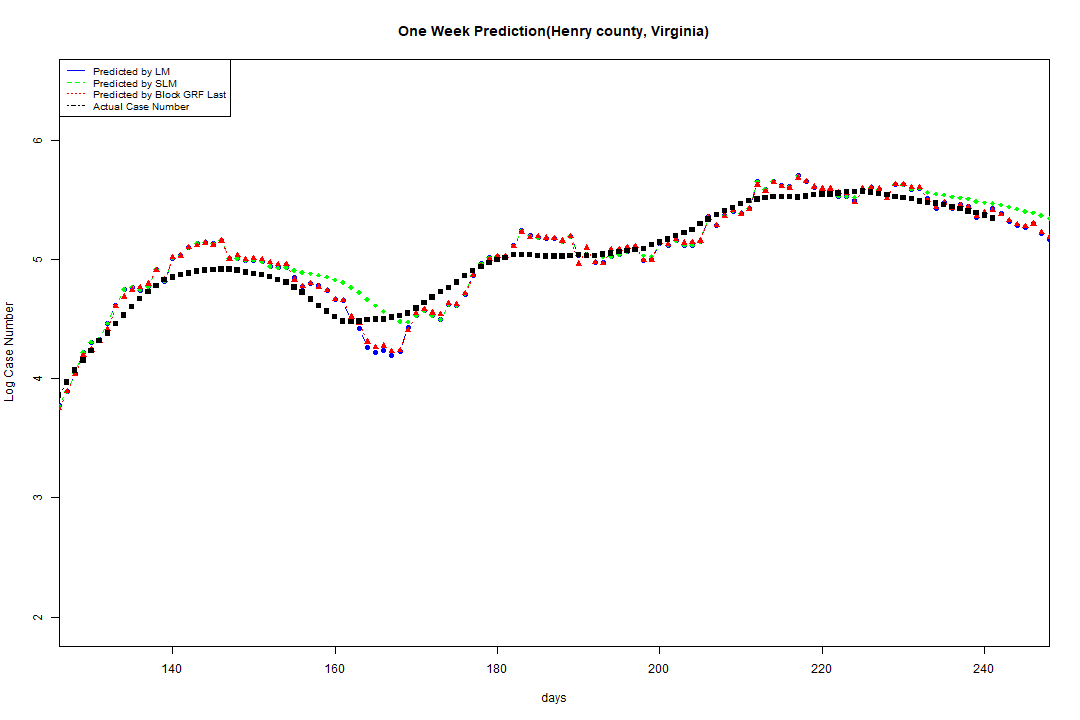 One Week Prediction(Henry county, Virginia)
Predicted by LM
Predicted by SLM
Predicted by Block GRF Last
Actual Case Number
6
5
4
3
2
Log Case Number
140 160 180 200 220 240
days